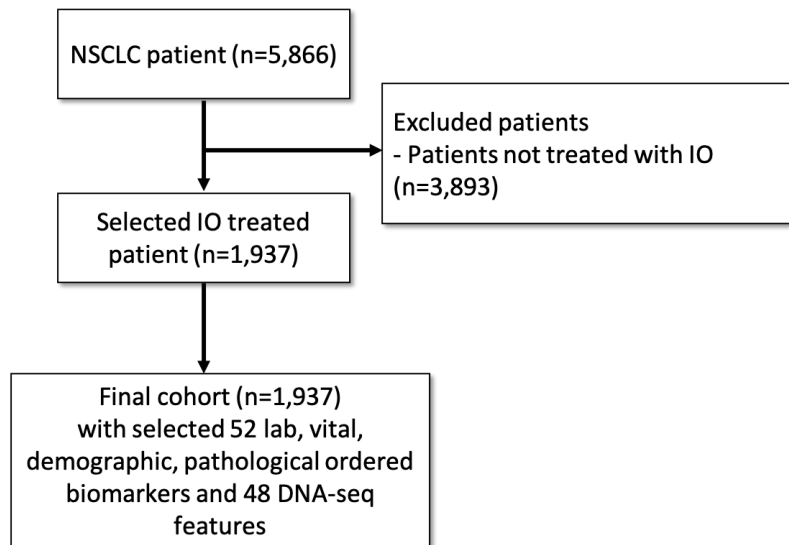 NSCLC patient (n=5,866)
Excluded patients
- Patients not treated with IO
(n=3,893)
Selected IO treated
patient (n=1,937)
Final cohort (n=1,937)
with selected 52 lab, vital,
demographic, pathological ordered
biomarkers and 48 DNA-seq
features